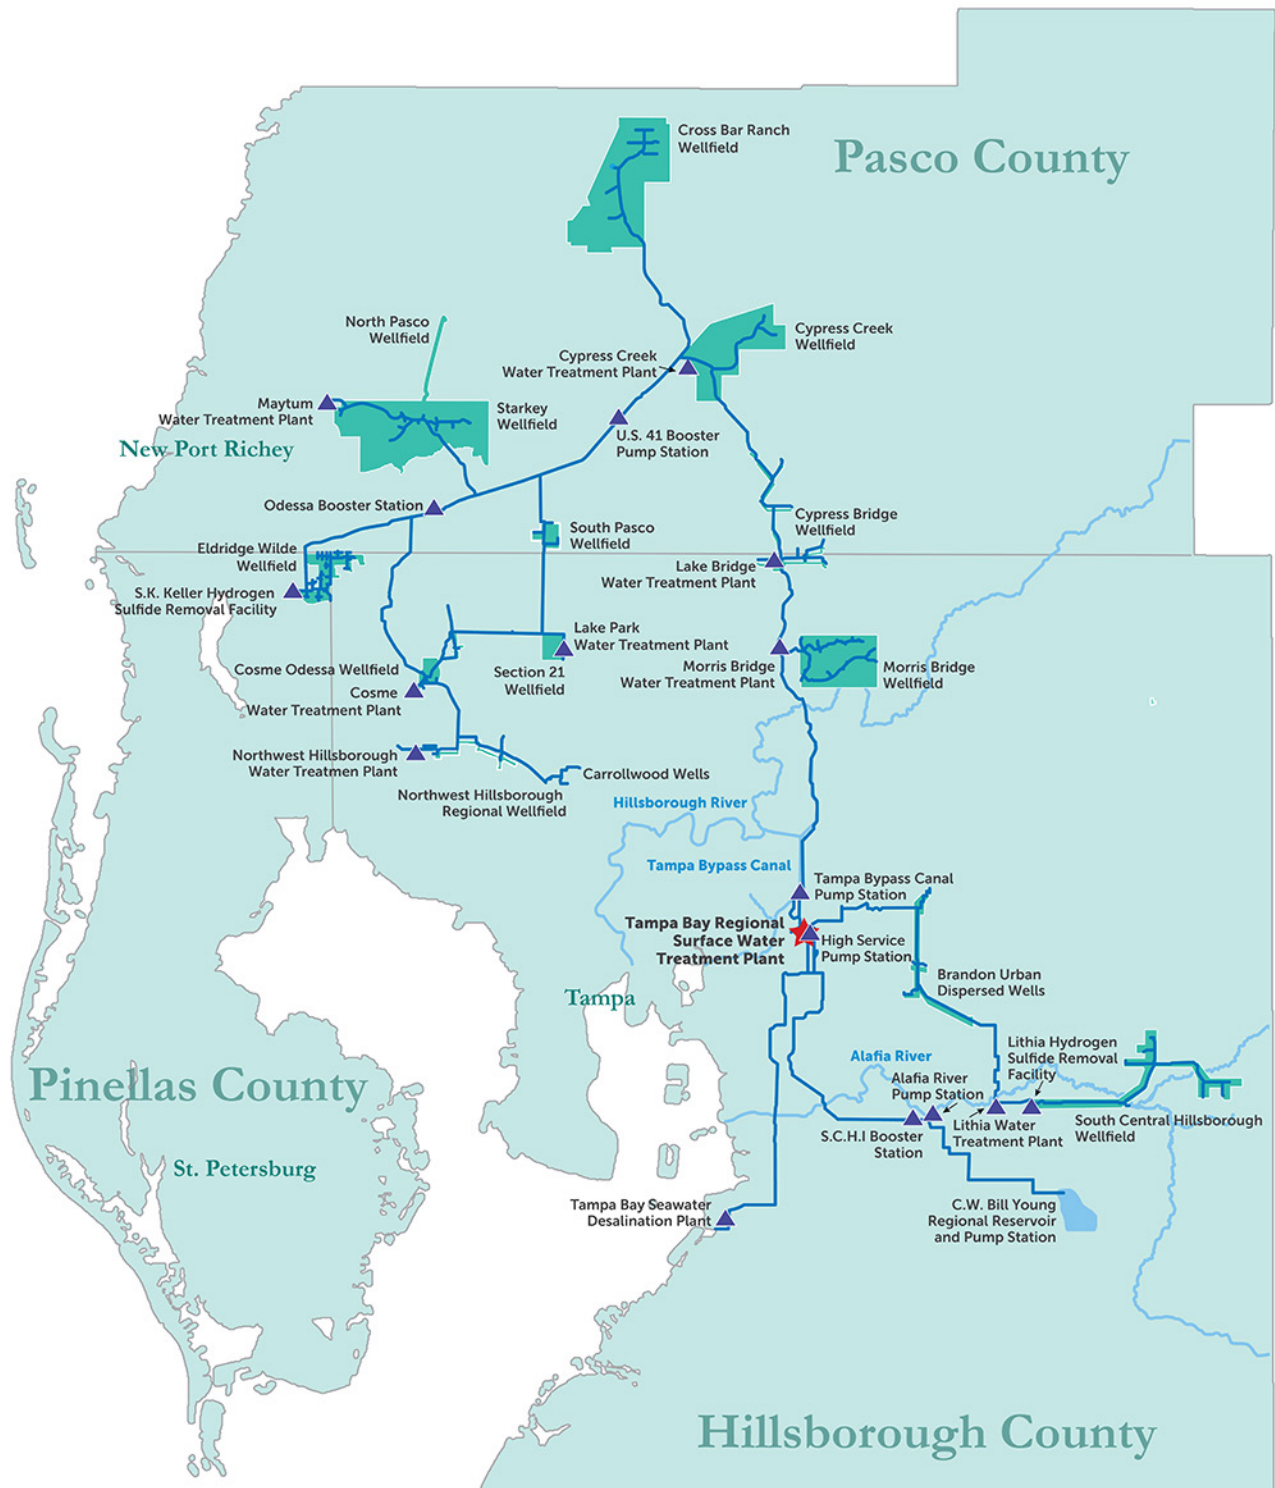 Cross Bar Ranch
Wellfield
Pasco County
North Pasco
Wellfield
Cypress Creek
Wellfield
Cypress Creek
Water Treatment Plant
Maytum
Water Treatment Plant
Starkey
Wellfield
U.S. 41 Booster
Pump Station
New Port Richey
Odessa Booster Station
Cypress Bridge
Wellfield
South Pasco
Wellfield
Eldridge Wilde
Wellfield
Lake Bridge
Water Treatment Plant
S.K. Keller Hydrogen
Sulfide Removal Facility
Lake Park
Water Treatment Plant
Cosme Odessa Wellfield
Section 21
Wellfield
Morris Bridge
Water Treatment Plant
Morris Bridge
Wellfield
Cosme
Water Treatment Plant
Northwest Hillsborough
Water Treatmen Plant
Carrollwood Wells
Northwest Hillsborough
Regional Wellfield
Hillsborough River
Tampa Bypass Canal
Tampa Bypass Canal
Pump Station
Tampa Bay Regional
Surface Water
Treatment Plant
High Service
Pump Station
Brandon Urban
Dispersed Wells
Tampa
Lithia Hydrogen
Sulfide Removal
Facility
Alafia River
Alafia River
Pump Station
Pinellas County
South Central Hillsborough
Wellfield
Lithia Water
Treatment Plant
S.C.H.I Booster
Station
St. Petersburg
Tampa Bay Seawater
Desalination Plant
C.W. Bill Young
Regional Reservoir
and Pump Station
Hillsborough County